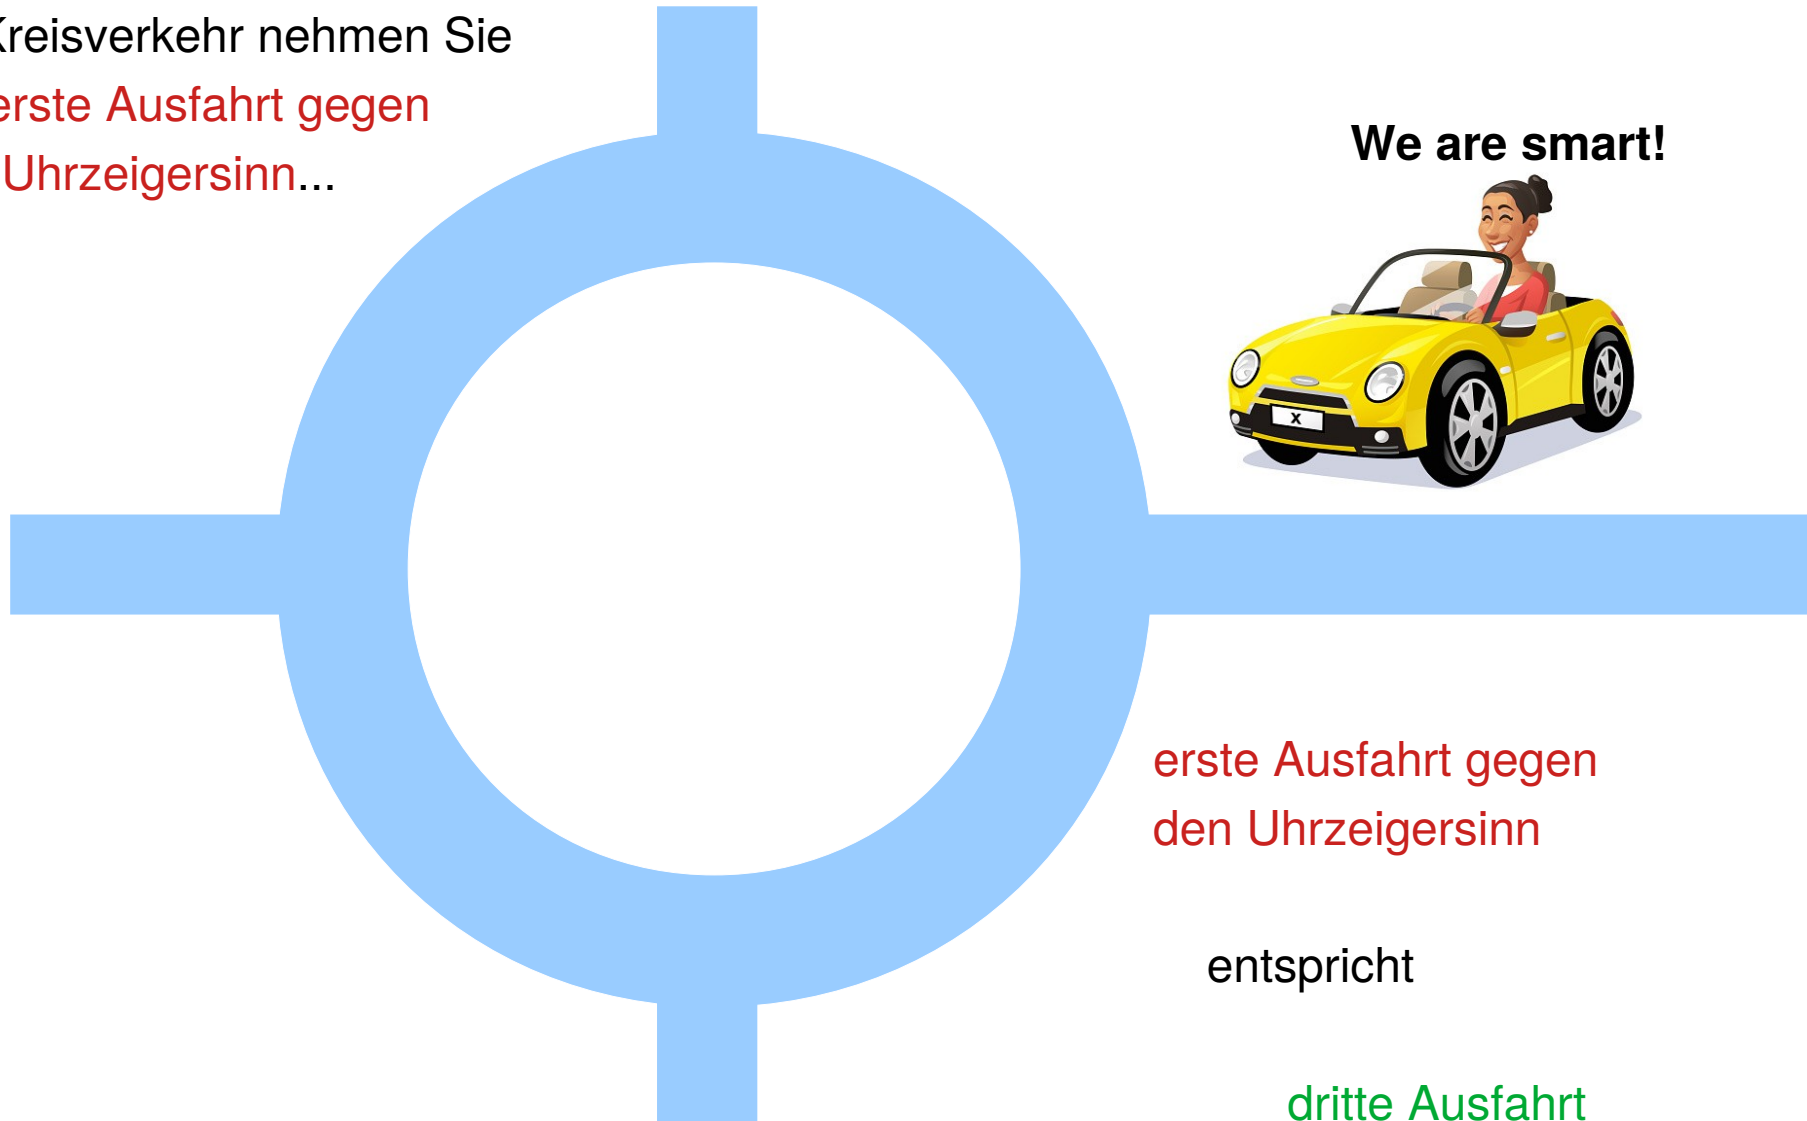 Kreisverkehr nehmen Sie
erste Ausfahrt gegen
Uhrzeigersinn...
We are smart!
X
erste Ausfahrt gegen
den Uhrzeigersinn
entspricht
dritte Ausfahrt